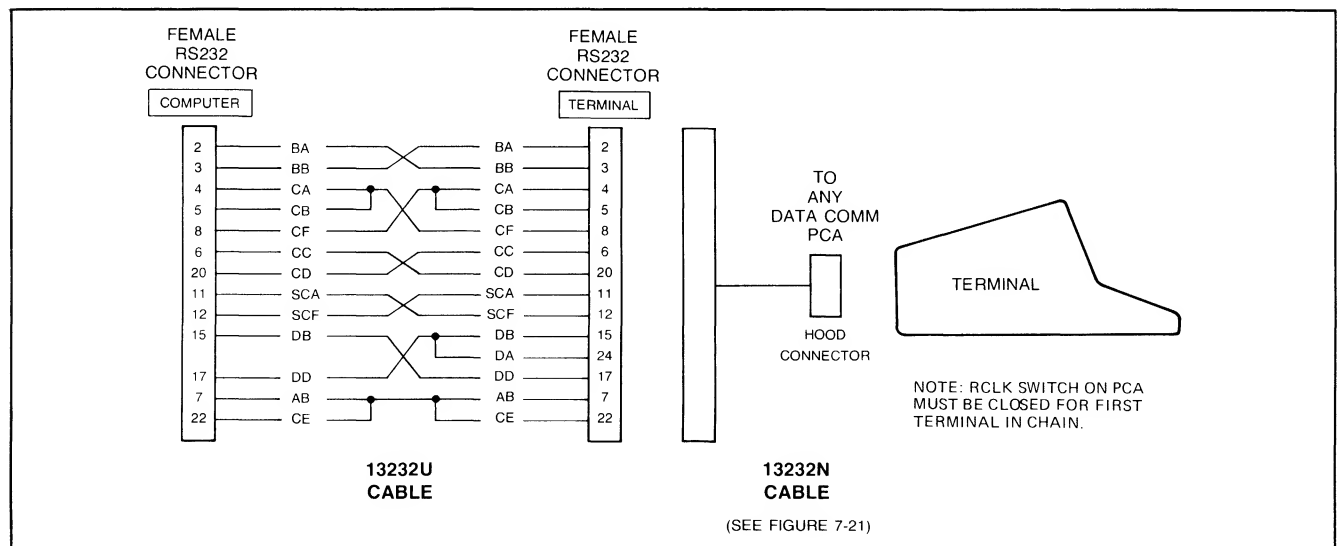 FEMALE
RS232
CONNECTOR
COMPUTER
FEMALE
RS232
CONNECTOR
TERMINAL
2 BA BA 2
3 BB BB 3
4 CA CA 4
5 CB CB 5
8 CF CF 8
6 CC CC 6
20 CD CD 20
11 SCA SCA 11
12 SCF SCF 12
15 DB DB 15
DA 24
17 DD DD 17
7 AB AB 7
22 CE CE 22
13232U
CABLE
TO
ANY
DATA COMM
PCA
HOOD
CONNECTOR
13232N
CABLE
(SEE FIGURE 7-21)
TERMINAL
NOTE: RCLK SWITCH ON PCA
MUST BE CLOSED FOR FIRST
TERMINAL IN CHAIN.